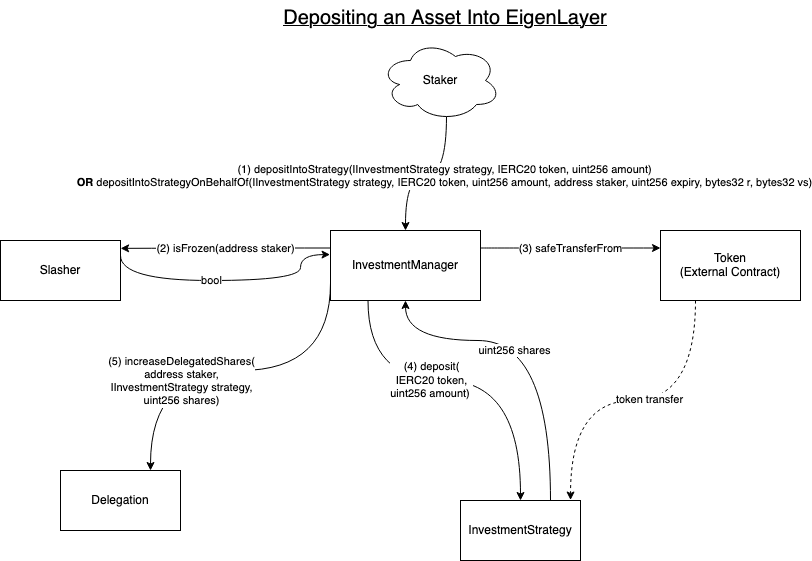 Depositing an Asset Into EigenLayer
Staker
(1) depositIntoStrategy(IInvestmentStrategy strategy, IERC20 token, uint256 amount)
OR depositIntoStrategyOnBehalfOf(IInvestmentStrategy strategy, IERC20 token, uint256 amount, address staker, uint256 expiry, bytes32 r, bytes32 vs)
Slasher
(2) isFrozen(address staker)
bool
InvestmentManager
(3) safeTransferFrom
Token
(External Contract)
(5) increaseDelegatedShares(
address staker,
IInvestmentStrategy strategy,
uint256 shares)
(4) deposit(
IERC20 token,
uint256 amount)
uint256 shares
token transfer
Delegation
InvestmentStrategy